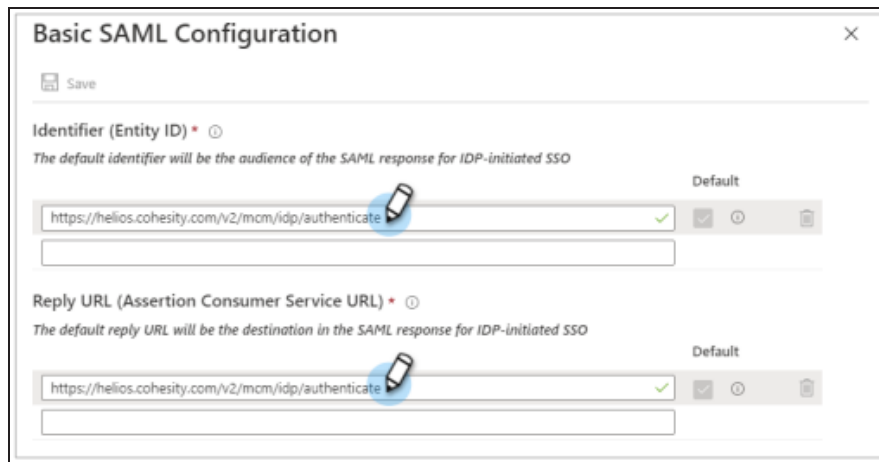 Basic SAML Configuration
Save
Identifier (Entity ID) *
The default identifier will be the audience of the SAML response for IDP-initiated SSO
Default
https://helios.cohesity.com/v2/mcm/idp/authenticate
Reply URL (Assertion Consumer Service URL) *
The default reply URL will be the destination in the SAML response for IDP-initiated SSO
Default
https://helios.cohesity.com/v2/mcm/idp/authenticate